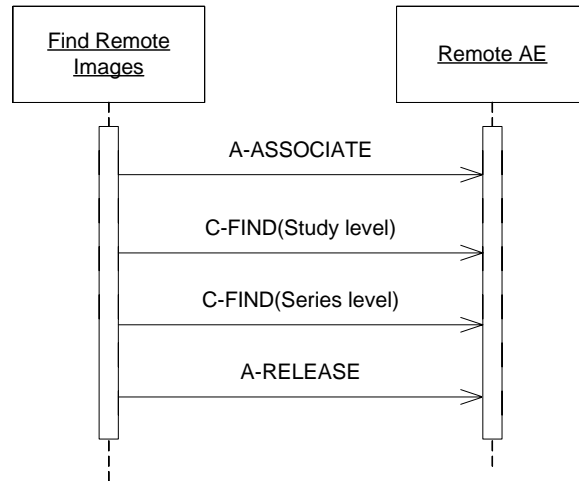 Find Remote
Images
Remote AE
A-ASSOCIATE
C-FIND(Study level)
C-FIND(Series level)
A-RELEASE